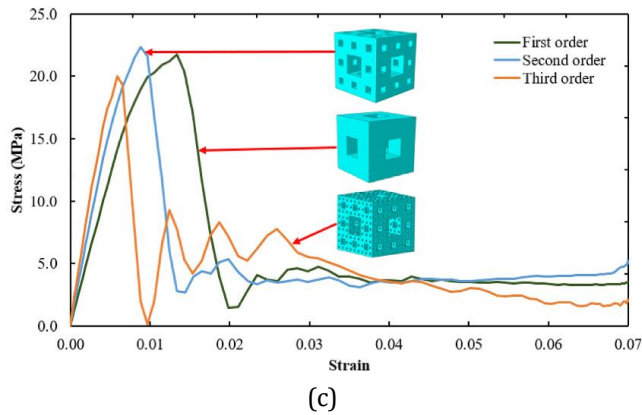 25.0
20.0
15.0
10.0
5.0
0.0
Stress (MPa)
First order
Second order
Third order
0.00 0.01 0.02 0.03 0.04 0.05 0.06 0.07
Strain
(c)